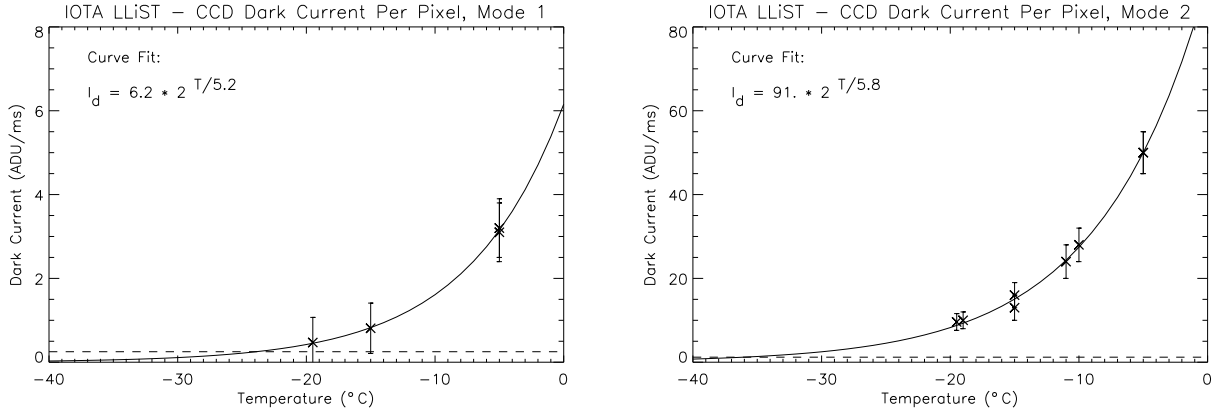 IOTA LLiST – CCD Dark Current Per Pixel, Mode 1
8
6
4
2
0
Dark Current (ADU/ms)
Curve Fit:
I_d = 6.2 * 2 T/5.2
−40
−30
−20
−10
0
Temperature (°C)
IOTA LLiST – CCD Dark Current Per Pixel, Mode 2
80
60
40
20
0
Dark Current (ADU/ms)
Curve Fit:
I_d = 91. * 2 T/5.8
−40
−30
−20
−10
0
Temperature (°C)